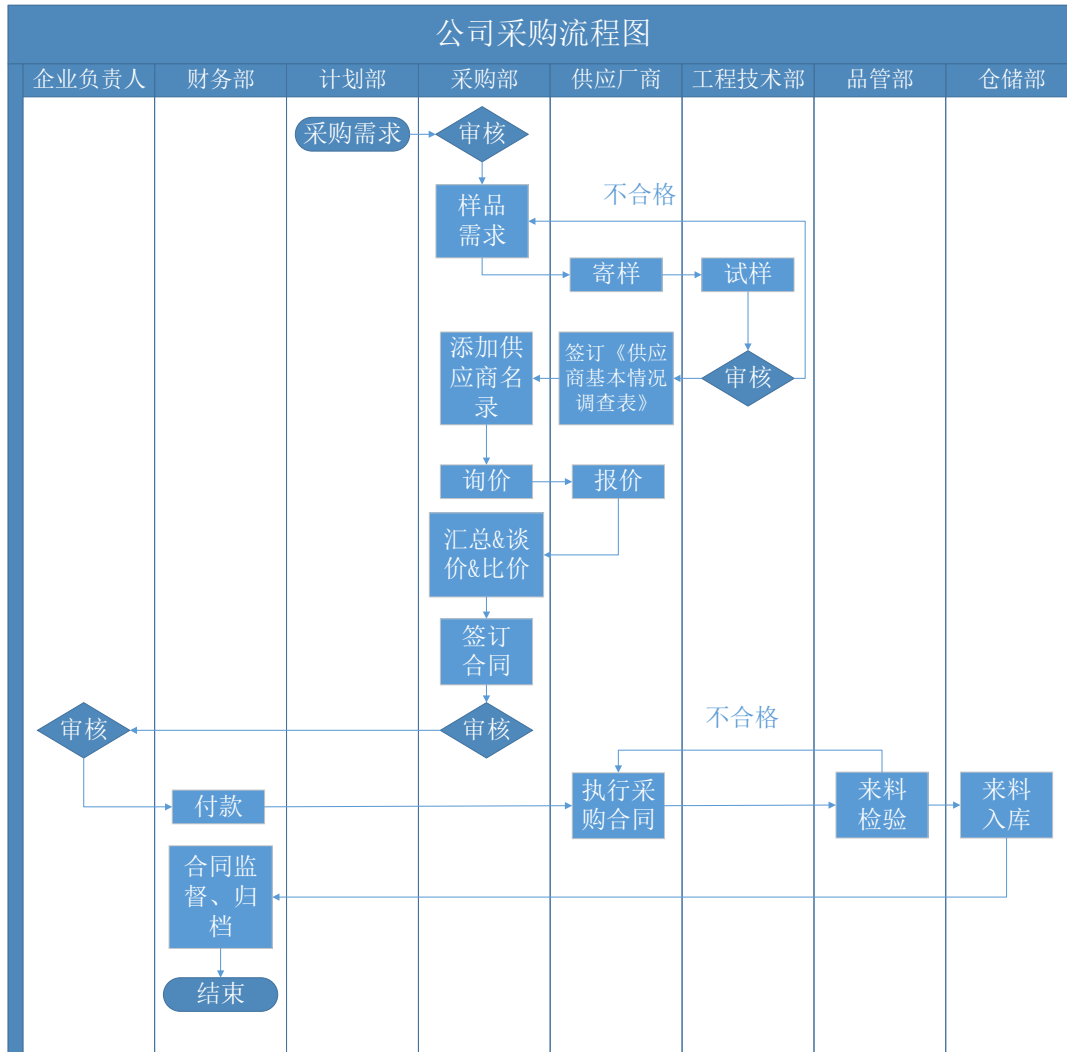 公司采购流程图
企业负责人
财务部
计划部
采购部
供应厂商
工程技术部
品管部
仓储部
采购需求
审核
样品
需求
不合格
寄样
试样
添加供
应商名
录
签订《供应
商基本情况
调查表》
审核
询价
报价
汇总&谈
价&比价
签订
合同
审核
审核
不合格
付款
执行采
购合同
来料
检验
来料
入库
合同监
督、归
档
结束